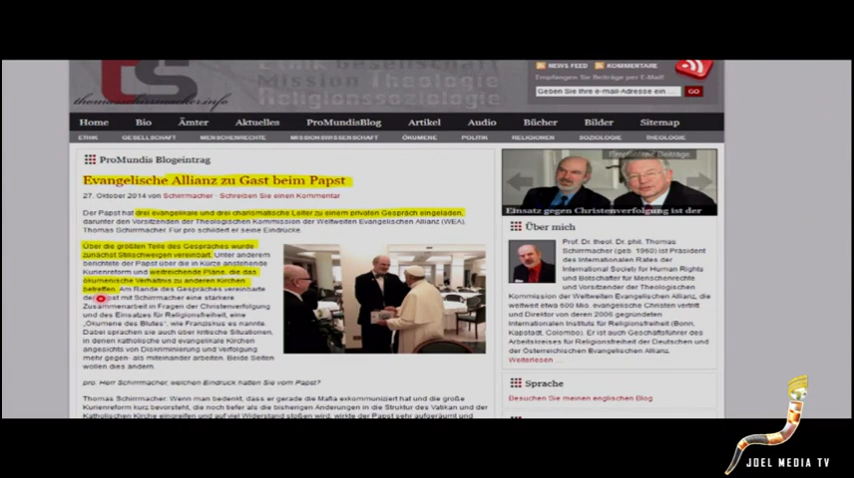 ES
Ethik Gesellschaft
Mission Theologie
Religionssoziologie
thomasschirrmacher.info
NEWS FEED KOMMENTARE
Empfangen Sie Beiträge per E-Mail!
Geben Sie Ihre e-mail-Adresse ein ... GO
Home Bio Ämter Aktuelles ProMundisBlog Artikel Audio Bücher Bilder Sitemap
ETHIK GESELLSCHAFT MENSCHENRECHTE MISSIONSWISSENSCHAFT ÖKUMENE POLITIK RELIGIONEN SOZIOLOGIE THEOLOGIE
ProMundis Blogeintrag
Evangelische Allianz zu Gast beim Papst
27. Oktober 2014 von Schirrmacher · Schreiben Sie einen Kommentar
Der Papst hat drei evangelikale und drei charismatische Leiter zu einem privaten Gespräch eingeladen,
darunter den Vorsitzenden der Theologischen Kommission der Weltweiten Evangelischen Allianz (WEA),
Thomas Schirrmacher. Für pro schildert er seine Eindrücke.
Über die größten Teile des Gespräches wurde
zunächst Stillschweigen vereinbart. Unter anderem
berichtete der Papst über die in Kürze anstehende
Kurienreform und weitreichende Pläne, die das
ökumenische Verhältnis zu anderen Kirchen
betreffen. Am Rande des Gespräches vereinbarte
der Papst mit Schirrmacher eine stärkere
Zusammenarbeit in Fragen der Christenverfolgung
und des Einsatzes für Religionsfreiheit, eine
„Ökumene des Blutes“, wie Franziskus es nannte.
Dabei sprachen sie auch über kritische Situationen,
in denen katholische und evangelikale Kirchen
angesichts von Diskriminierung und Verfolgung
mehr gegen- als miteinander arbeiten. Beide Seiten
wollen dies ändern.
pro: Herr Schirrmacher, welchen Eindruck hatten Sie vom Papst?
Thomas Schirrmacher: Wenn man bedenkt, dass er gerade die Mafia exkommuniziert hat und die große
Kurienreform kurz bevorsteht, die noch tiefer als die bisherigen Änderungen in die Struktur des Vatikan und der
Katholischen Kirche eingreifen und auf viel Widerstand stoßen wird, wirkte der Papst sehr aufgeräumt und
Empfohlene Beiträge
Einsatz gegen Christenverfolgung ist der
Über mich
Prof. Dr. theol. Dr. phil. Thomas
Schirrmacher (geb. 1960) ist Präsident
des Internationalen Rates der
International Society for Human Rights
und Botschafter für Menschenrechte
und Vorsitzender der Theologischen
Kommission der Weltweiten Evangelischen Allianz, die
weltweit etwa 600 Mio. evangelische Christen vertritt
und Direktor von deren 2006 gegründeten
Internationalen Instituts für Religionsfreiheit (Bonn,
Kapstadt, Colombo). Er ist auch Geschäftsführer des
Arbeitskreises für Religionsfreiheit der Deutschen und
der Österreichischen Evangelischen Allianz.
Weiterlesen ...
Sprache
Besuchen Sie meinen englischen Blog
JOEL MEDIA TV